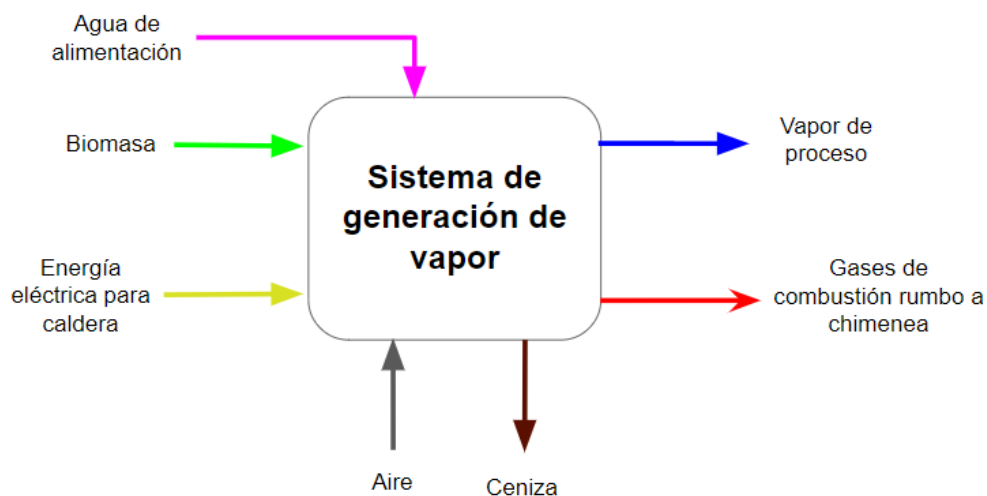 Agua de
alimentación
Biomasa
Energía
eléctrica para
caldera
Sistema de
generación de
vapor
Vapor de
proceso
Gases de
combustión rumbo a
chimenea
Aire
Ceniza